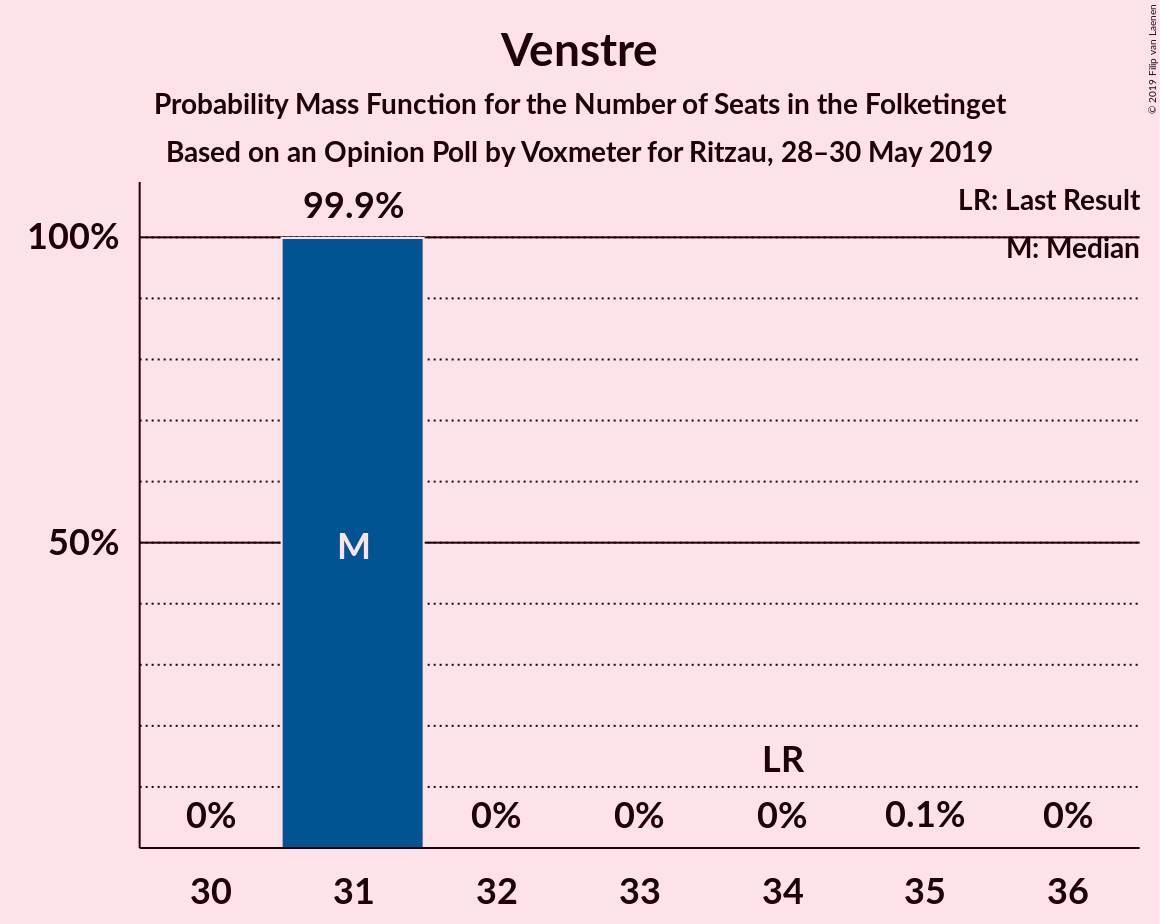 Venstre
Probability Mass Function for the Number of Seats in the Folketinget
Based on an Opinion Poll by Voxmeter for Ritzau, 28–30 May 2019
© 2019 Filip van Laenen
LR: Last Result
M: Median
99.9%
100%
50%
M
LR
0% 0% 0% 0% 0.1% 0%
30 31 32 33 34 35 36